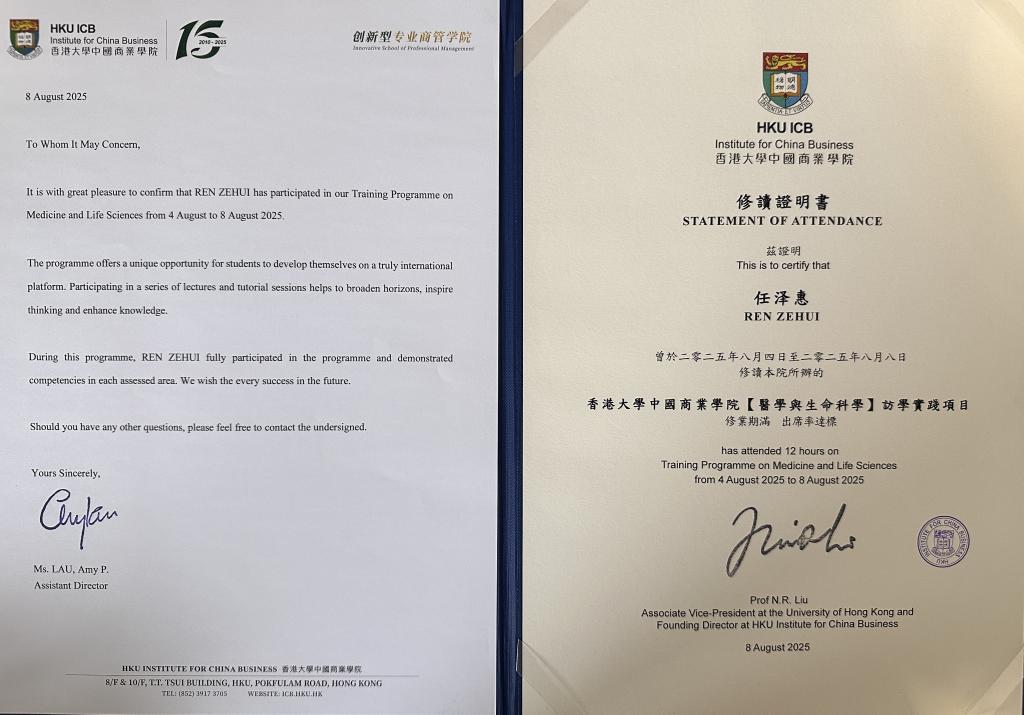 HKU ICB
Institute for China Business
香港大學中國商業學院
15
2010 - 2025
创新型专业商管学院
Innovative School of Professional Management
8 August 2025
To Whom It May Concern,
It is with great pleasure to confirm that REN ZEHUI has participated in our Training Programme on
Medicine and Life Sciences from 4 August to 8 August 2025.
The programme offers a unique opportunity for students to develop themselves on a truly international
platform. Participating in a series of lectures and tutorial sessions helps to broaden horizons, inspire
thinking and enhance knowledge.
During this programme, REN ZEHUI fully participated in the programme and demonstrated
competencies in each assessed area. We wish the every success in the future.
Should you have any other questions, please feel free to contact the undersigned.
Yours Sincerely,
Ms. LAU, Amy P.
Assistant Director
HKU INSTITUTE FOR CHINA BUSINESS 香港大學中國商業學院
8/F & 10/F, T.T. TSUI BUILDING, HKU, POKFULAM ROAD, HONG KONG
TEL: (852) 3917 3705 WEBSITE: ICB.HKU.HK
明德
格物
SAPIENTIA ET VIRTUS
HKU ICB
Institute for China Business
香港大學中國商業學院
修讀證明書
STATEMENT OF ATTENDANCE
茲證明
This is to certify that
任泽惠
REN ZEHUI
曾於二零二五年八月四日至二零二五年八月八日
修讀本院所辦的
香港大學中國商業學院【醫學與生命科學】訪學實踐項目
修業期滿 出席率達標
has attended 12 hours on
Training Programme on Medicine and Life Sciences
from 4 August 2025 to 8 August 2025
INSTITUTE FOR CHINA BUSINESS
HKU
Prof N.R. Liu
Associate Vice-President at the University of Hong Kong and
Founding Director at HKU Institute for China Business
8 August 2025